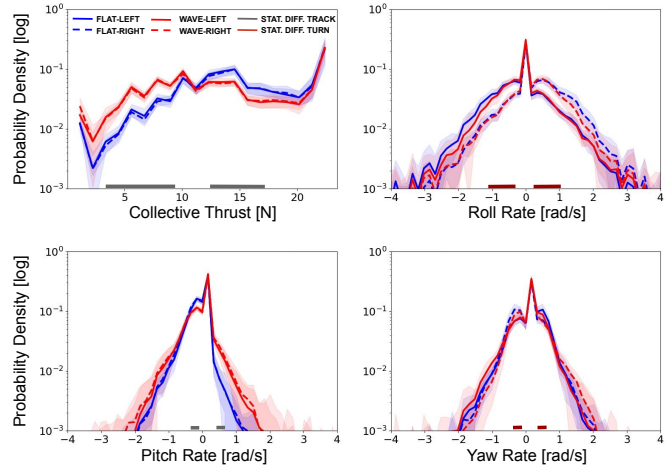 FLAT-LEFT WAVE-LEFT STAT. DIFF. TRACK
FLAT-RIGHT WAVE-RIGHT STAT. DIFF. TURN
Probability Density [log]
10⁰
10⁻¹
10⁻²
10⁻³
5 10 15 20
Collective Thrust [N]
10⁰
10⁻¹
10⁻²
10⁻³
−4 −3 −2 −1 0 1 2 3 4
Roll Rate [rad/s]
Probability Density [log]
10⁰
10⁻¹
10⁻²
10⁻³
−4 −3 −2 −1 0 1 2 3 4
Pitch Rate [rad/s]
10⁰
10⁻¹
10⁻²
10⁻³
−4 −3 −2 −1 0 1 2 3 4
Yaw Rate [rad/s]